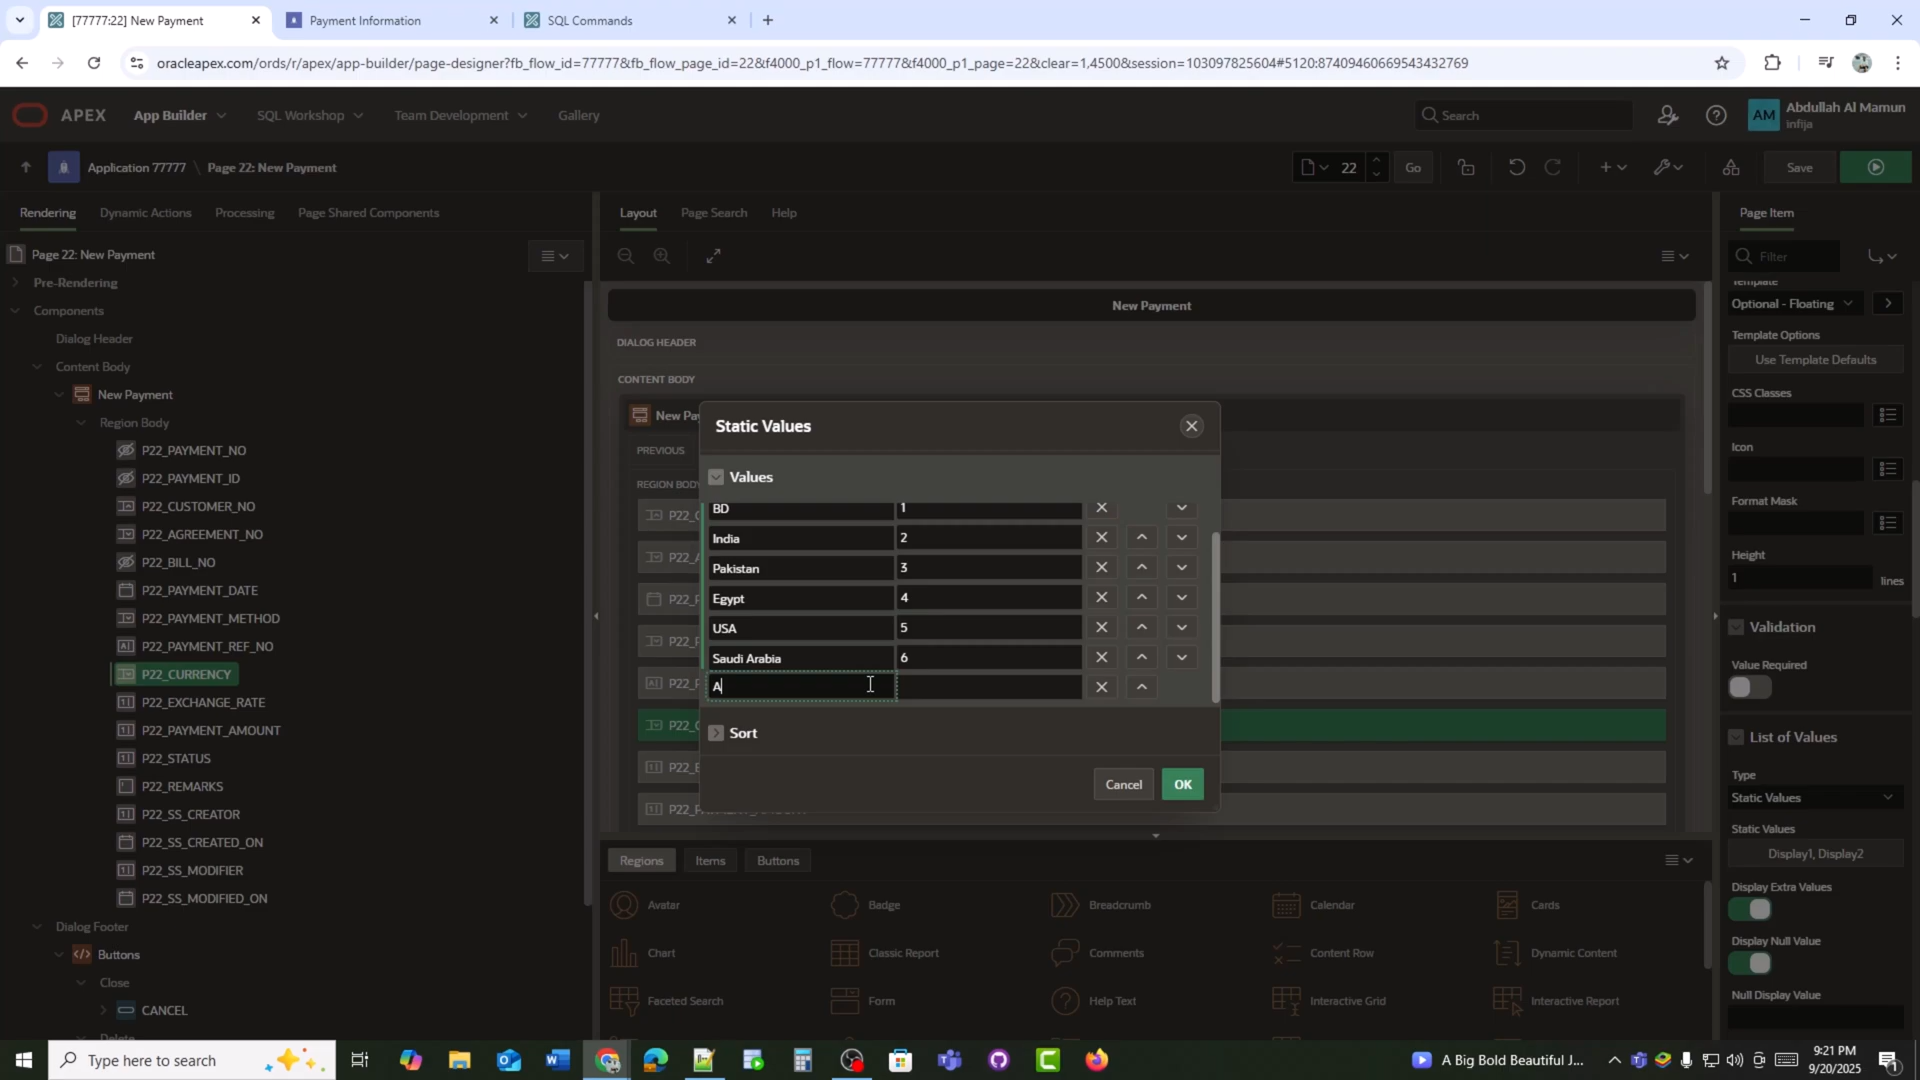 [77777:22] New Payment
Payment Information
SQL Commands
oracleapex.com/ords/r/apex/app-builder/page-designer?fb_flow_id=77777&fb_flow_page_id=22&f4000_p1_flow=77777&f4000_p1_page=22&clear=1,4500&session=103097825604#5120:87409460669543432769
APEX
App Builder
SQL Workshop
Team Development
Gallery
Search
AM
Abdullah Al Mamun
infija
Application 77777 \ Page 22: New Payment
22
Go
Save
Rendering
Dynamic Actions
Processing
Page Shared Components
Page 22: New Payment
Pre-Rendering
Components
Dialog Header
Content Body
New Payment
Region Body
P22_PAYMENT_NO
P22_PAYMENT_ID
P22_CUSTOMER_NO
P22_AGREEMENT_NO
P22_BILL_NO
P22_PAYMENT_DATE
P22_PAYMENT_METHOD
P22_PAYMENT_REF_NO
P22_CURRENCY
P22_EXCHANGE_RATE
P22_PAYMENT_AMOUNT
P22_STATUS
P22_REMARKS
P22_SS_CREATOR
P22_SS_CREATED_ON
P22_SS_MODIFIER
P22_SS_MODIFIED_ON
Dialog Footer
Buttons
Close
CANCEL
Layout
Page Search
Help
New Payment
DIALOG HEADER
CONTENT BODY
New Pa
PREVIOUS
REGION BOD
Static Values
Values
BD 1
India 2
Pakistan 3
Egypt 4
USA 5
Saudi Arabia 6
A
Sort
Cancel
OK
Regions
Items
Buttons
Avatar
Badge
Breadcrumb
Calendar
Cards
Chart
Classic Report
Comments
Content Row
Dynamic Content
Faceted Search
Form
Help Text
Interactive Grid
Interactive Report
Page Item
Filter
Template
Optional - Floating
Template Options
Use Template Defaults
CSS Classes
Icon
Format Mask
Height
1 lines
Validation
Value Required
List of Values
Type
Static Values
Static Values
Display1, Display2
Display Extra Values
Display Null Value
Null Display Value
Type here to search
A Big Bold Beautiful J...
9:21 PM
9/20/2025
1